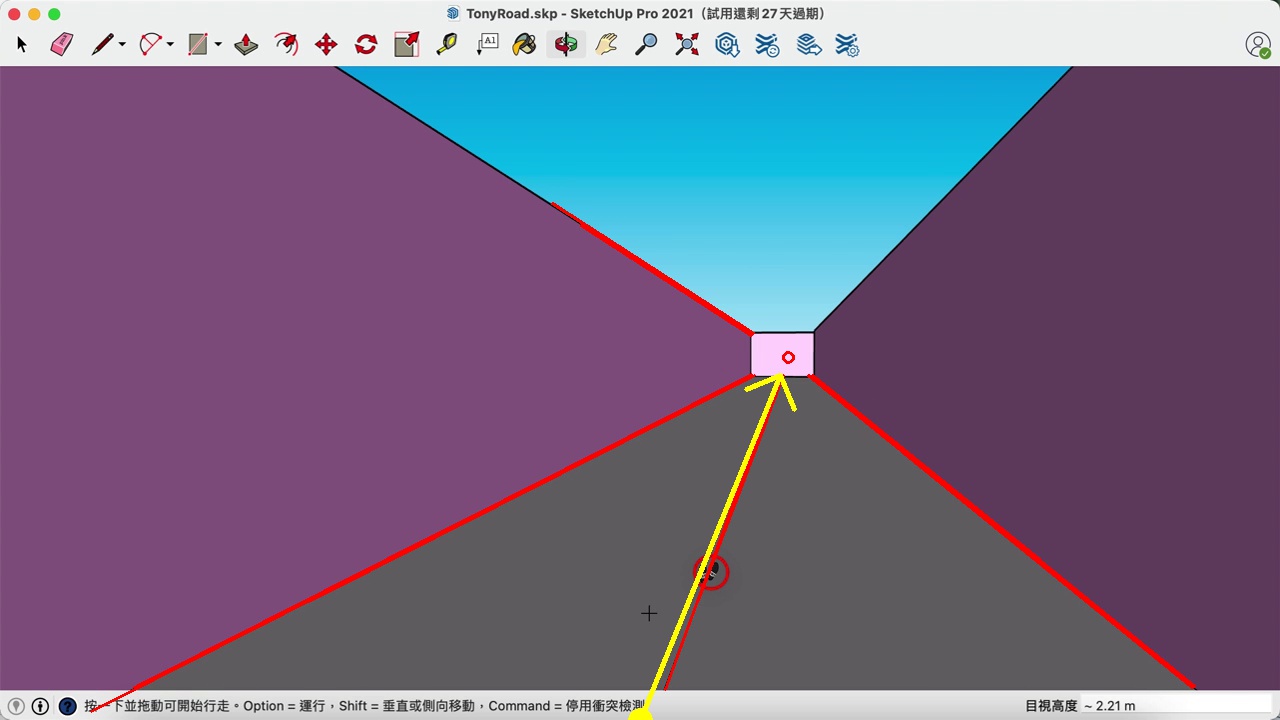 TonyRoad.skp - SketchUp Pro 2021（試用還剩 27 天過期）
A1
按一下並拖動可開始行走。Option = 運行，Shift = 垂直或側向移動，Command = 停用衝突檢測 目視高度 ~ 2.21 m